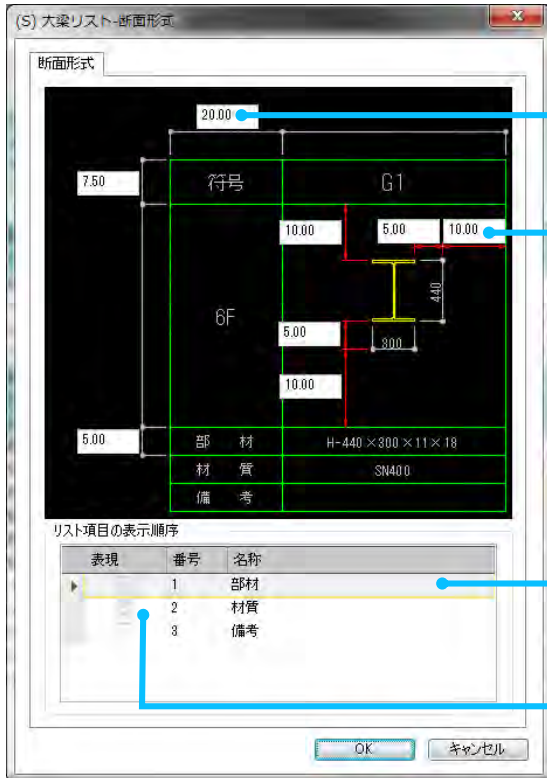 (S) 大梁リスト-断面形式
断面形式
20.00
7.50
符号
G1
10.00
5.00
10.00
440
6F
5.00
300
10.00
5.00
部 材
H-440×300×11×18
材 質
SN400
備 考
リスト項目の表示順序
表現 番号 名称
1 部材
2 材質
3 備考
OK キャンセル